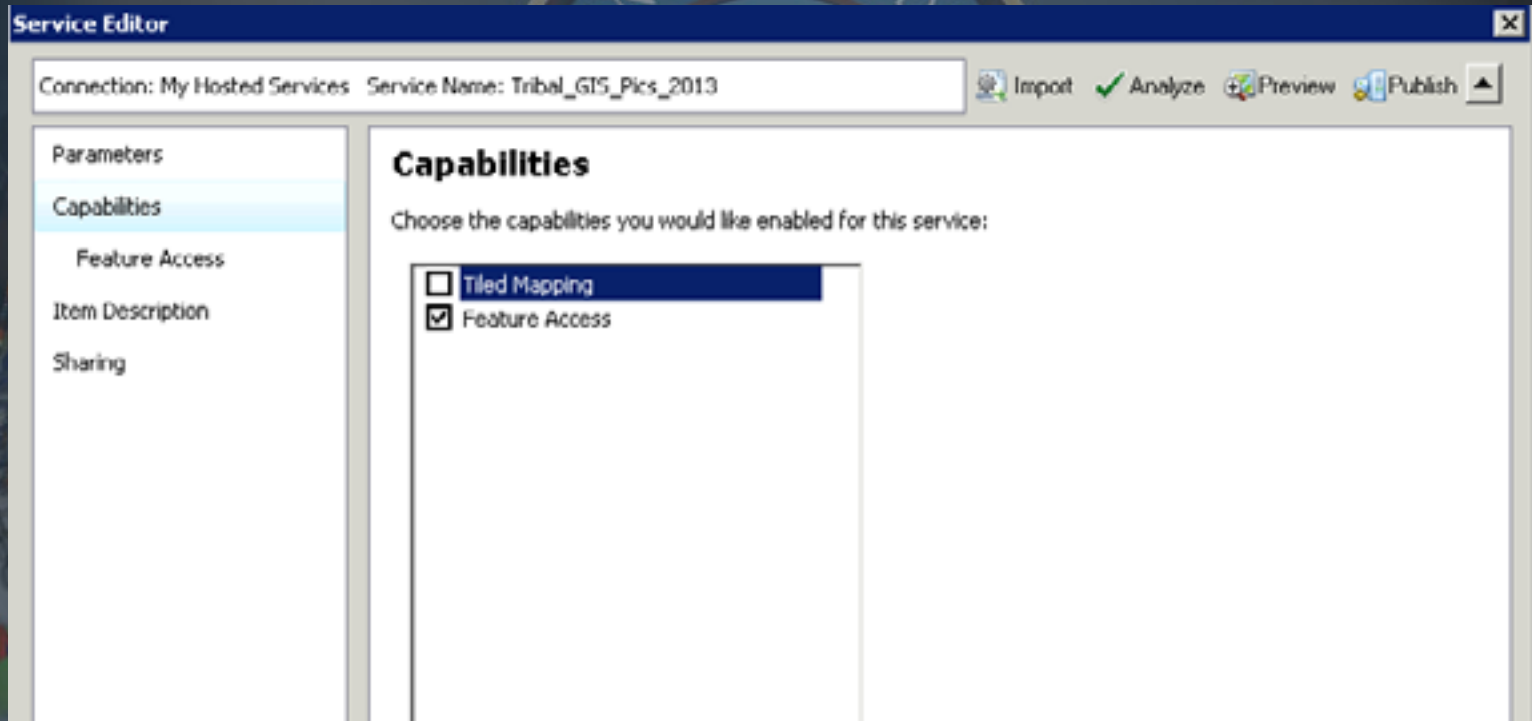 Service Editor
Connection: My Hosted Services Service Name: Tribal_GIS_Pics_2013
Import Analyze Preview Publish
Parameters
Capabilities
Feature Access
Item Description
Sharing
Capabilities
Choose the capabilities you would like enabled for this service:
Tiled Mapping
Feature Access